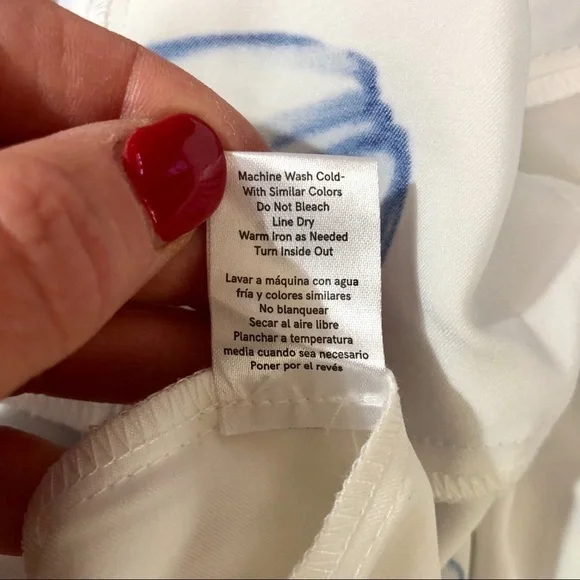 Machine Wash Cold-
With Similar Colors
Do Not Bleach
Line Dry
Warm Iron as Needed
Turn Inside Out
Lavar a máquina con agua
fría y colores similares
No blanquear
Secar al aire libre
Planchar a temperatura
media cuando sea necesario
Poner por el revés